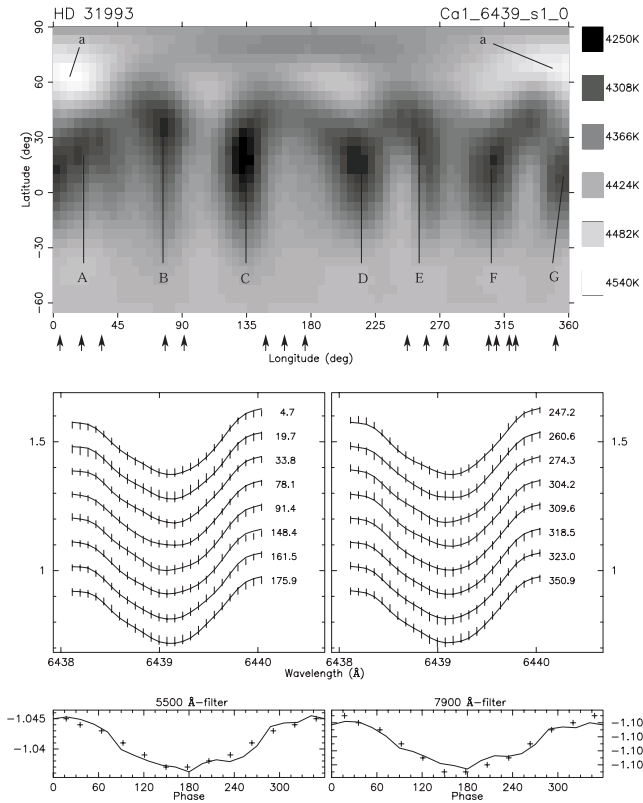 HD 31993
Ca1_6439_s1_0
90
60
30
0
−30
−60
Latitude (deg)
a
a
A
B
C
D
E
F
G
0
45
90
135
180
225
270
315
360
Longitude (deg)
4250K
4308K
4366K
4424K
4482K
4540K
1.5
1
4.7
19.7
33.8
78.1
91.4
148.4
161.5
175.9
247.2
260.6
274.3
304.2
309.6
318.5
323.0
350.9
1.5
1
6438
6439
6440
6438
6439
6440
Wavelength (Å)
5500 Å-filter
7900 Å-filter
−1.045
−1.04
−1.10
−1.10
−1.10
−1.10
0
60
120
180
240
300
Phase
0
60
120
180
240
300
Phase